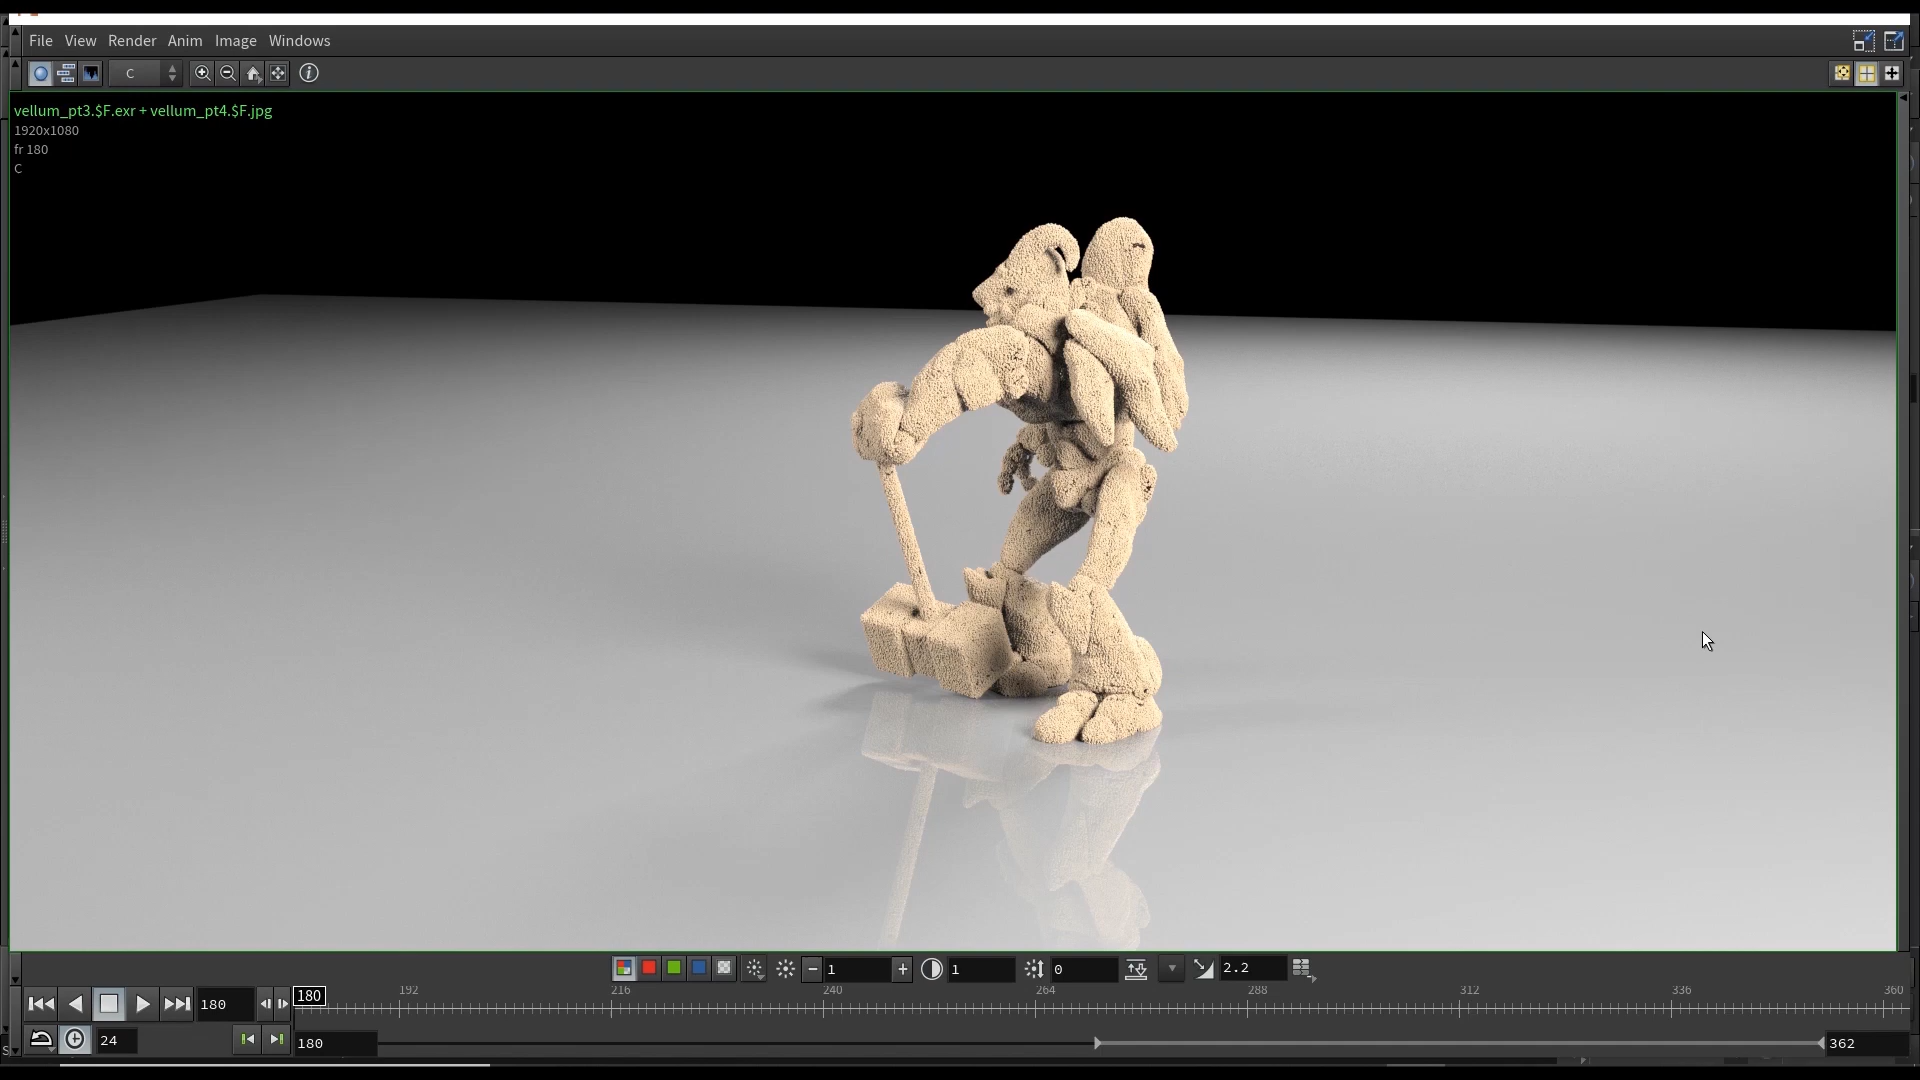 File View Render Anim Image Windows
C
vellum_pt3.$F.exr + vellum_pt4.$F.jpg
1920x1080
fr 180
C
1 1 0 2.2
180 180 192 216 240 264 288 312 336 360
24 180 362